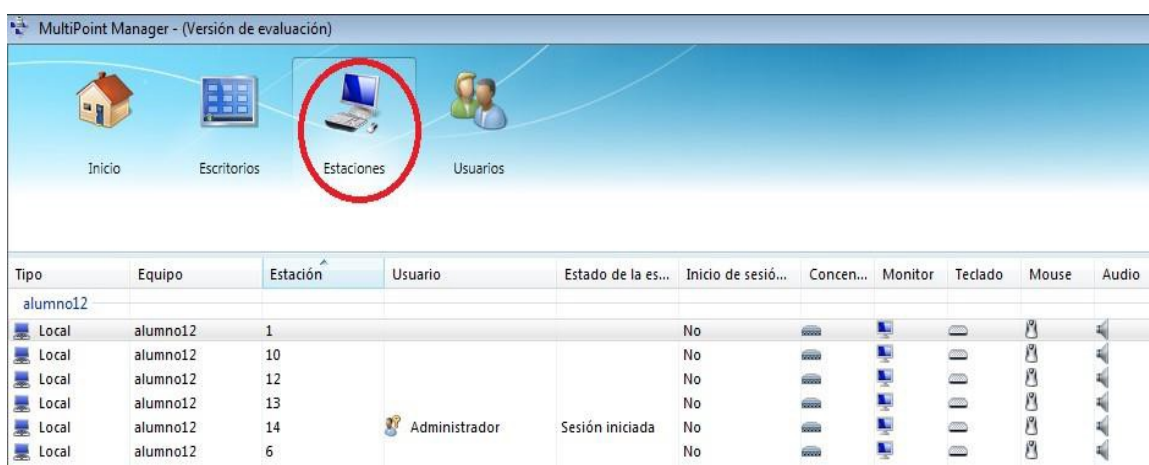 MultiPoint Manager - (Versión de evaluación)
Inicio Escritorios Estaciones Usuarios
Tipo Equipo Estación Usuario Estado de la es... Inicio de sesió... Concen... Monitor Teclado Mouse Audio
alumno12
Local alumno12 1 No
Local alumno12 10 No
Local alumno12 12 No
Local alumno12 13 No
Local alumno12 14 Administrador Sesión iniciada No
Local alumno12 6 No